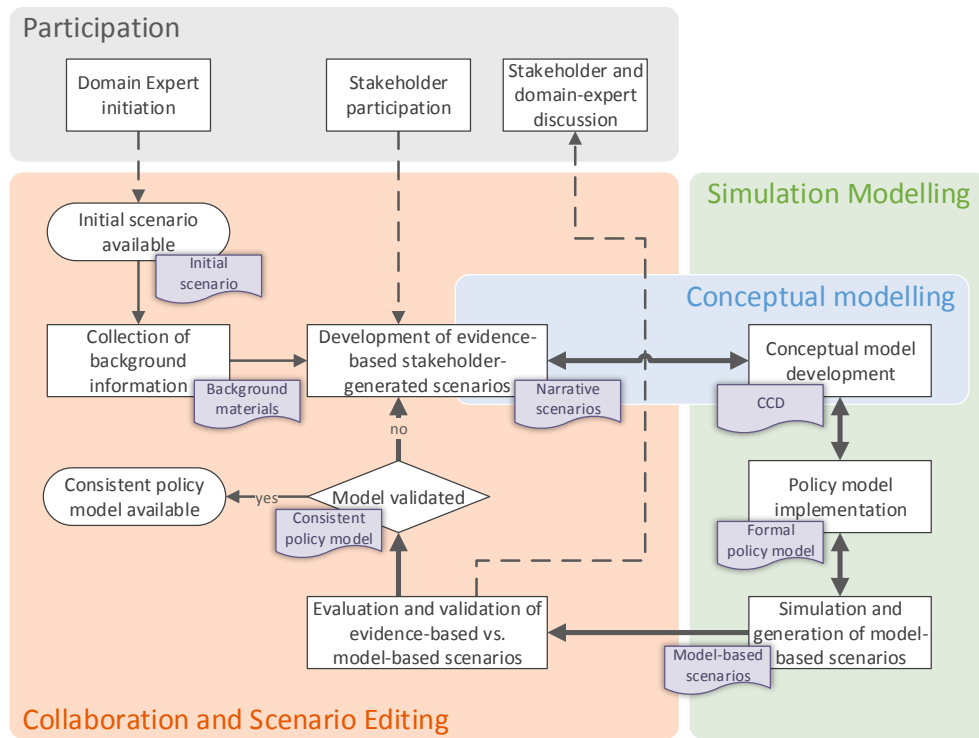 Participation
Domain Expert
initiation
Stakeholder
participation
Stakeholder and
domain-expert
discussion
Simulation Modelling
Initial scenario
available
Initial
scenario
Conceptual modelling
Collection of
background
information
Background
materials
Development of evidence-
based stakeholder-
generated scenarios
Narrative
scenarios
Conceptual model
development
CCD
no
Consistent policy
model available
yes
Model validated
Consistent
policy model
Policy model
implementation
Formal
policy model
Evaluation and validation of
evidence-based vs.
model-based scenarios
Simulation and
generation of model-
based scenarios
Model-based
scenarios
Collaboration and Scenario Editing